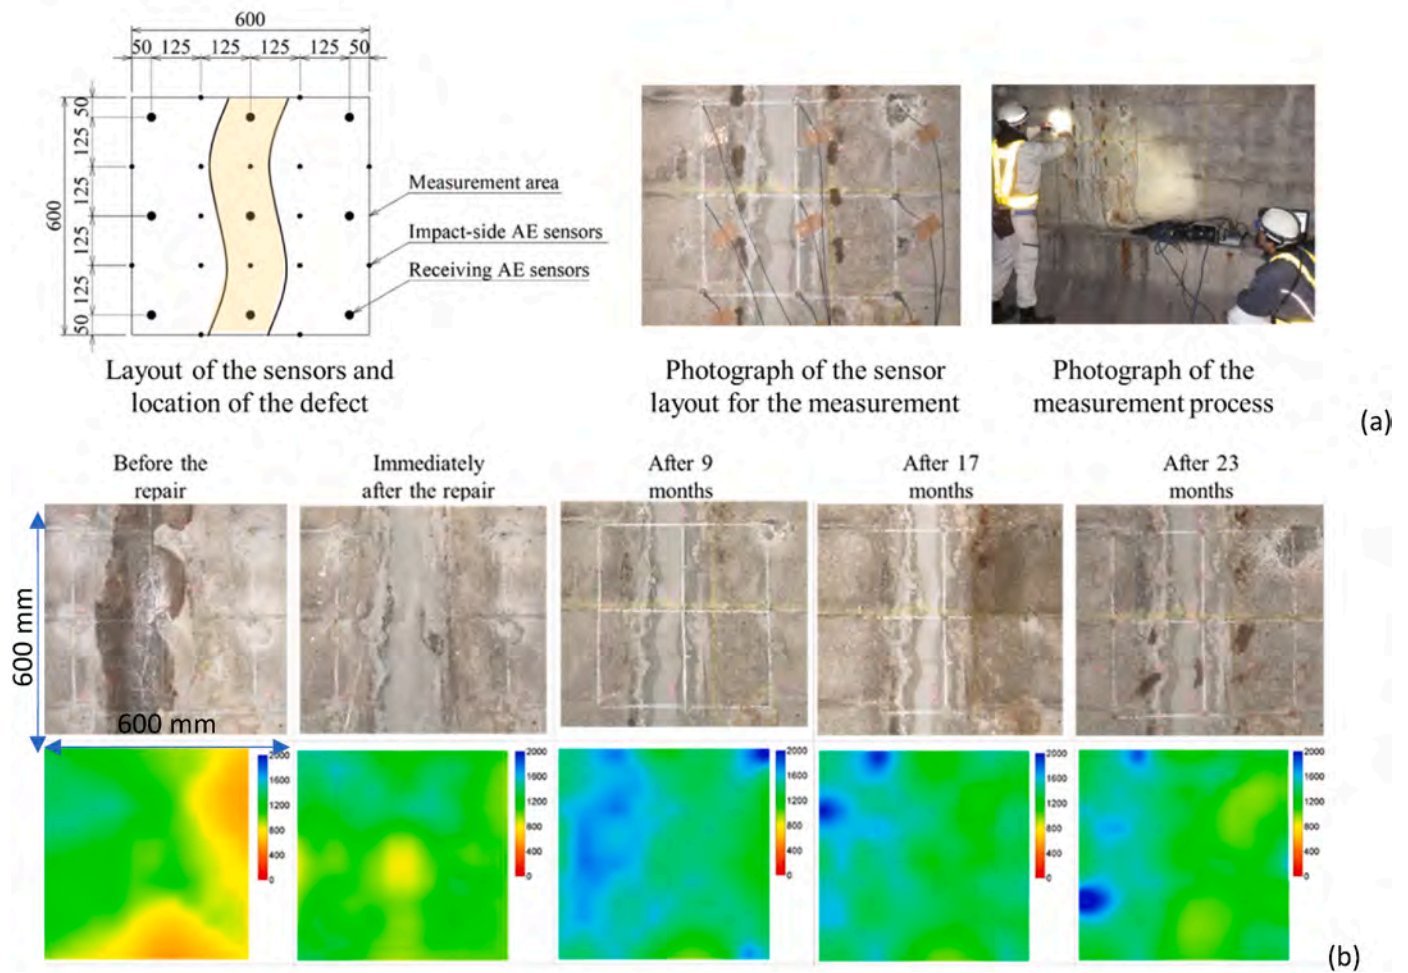 600
50 125 125 125 125 50
600
50
125
125
125
125
50
Measurement area
Impact-side AE sensors
Receiving AE sensors
Layout of the sensors and
location of the defect
Photograph of the sensor
layout for the measurement
Photograph of the
measurement process
(a)
Before the
repair
Immediately
after the repair
After 9
months
After 17
months
After 23
months
600 mm
600 mm
2000
1600
1200
800
400
0
2000
1600
1200
800
400
0
2000
1600
1200
800
400
0
2000
1600
1200
800
400
0
2000
1600
1200
800
400
0
(b)